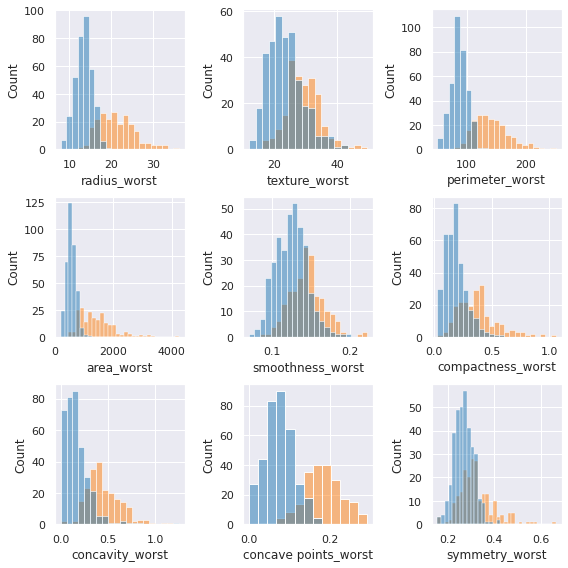 100
80
60
40
20
0
Count
10 20 30
radius_worst
60
40
20
0
Count
20 40
texture_worst
100
80
60
40
20
0
Count
100 200
perimeter_worst
125
100
75
50
25
0
Count
0 2000 4000
area_worst
50
40
30
20
10
0
Count
0.1 0.2
smoothness_worst
80
60
40
20
0
Count
0.0 0.5 1.0
compactness_worst
80
60
40
20
0
Count
0.0 0.5 1.0
concavity_worst
80
60
40
20
0
Count
0.0 0.2
concave points_worst
60
50
40
30
20
10
0
Count
0.2 0.4 0.6
symmetry_worst